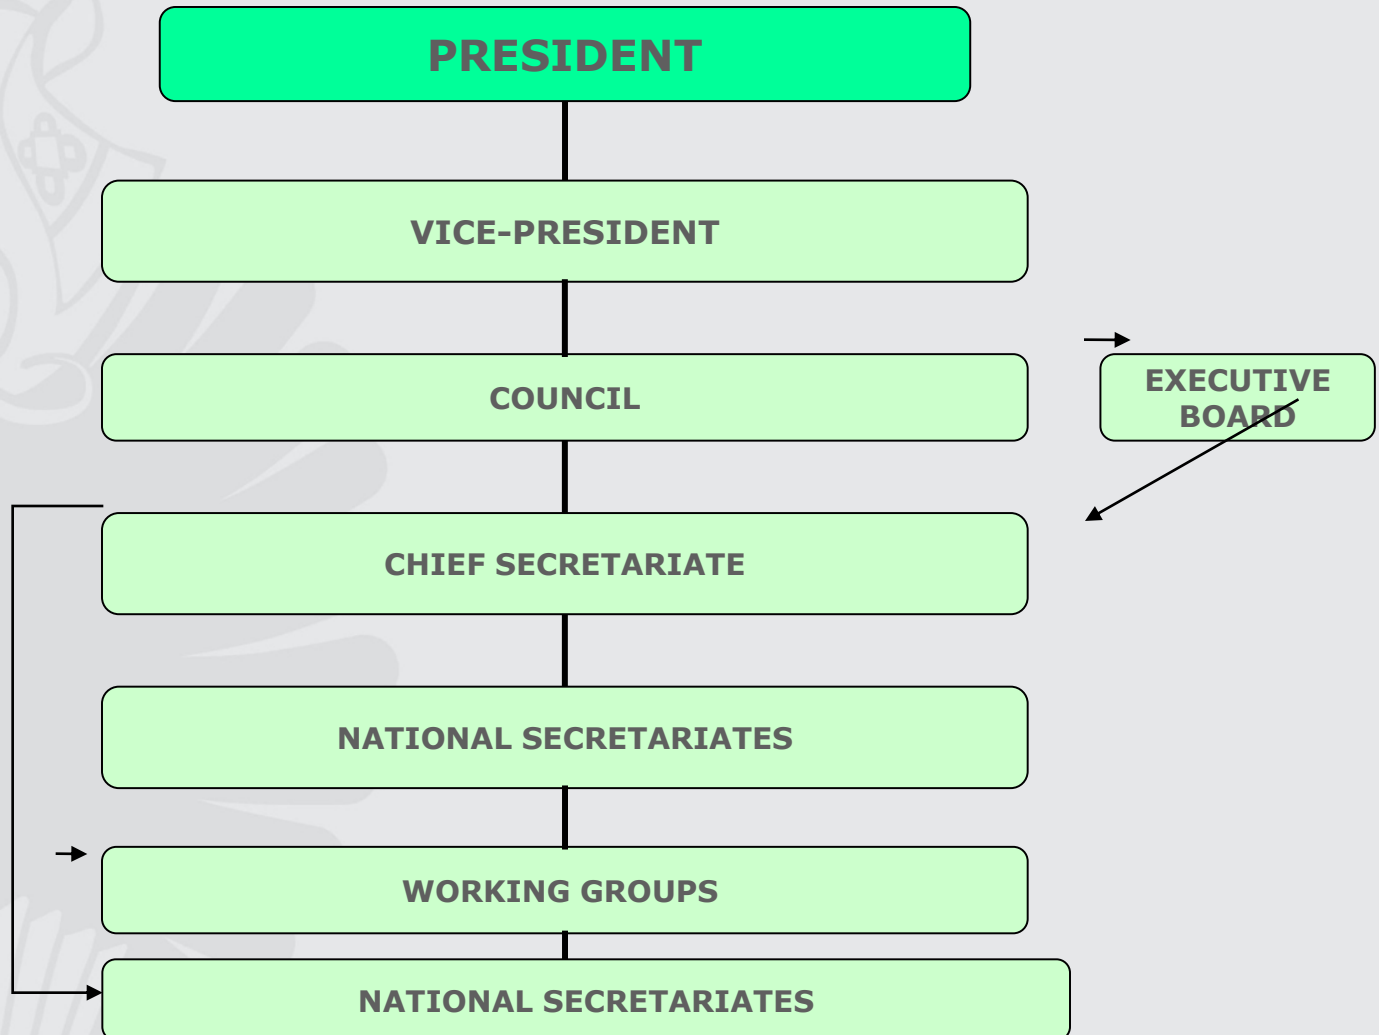 PRESIDENT
VICE-PRESIDENT
COUNCIL
EXECUTIVE
BOARD
CHIEF SECRETARIATE
NATIONAL SECRETARIATES
WORKING GROUPS
NATIONAL SECRETARIATES